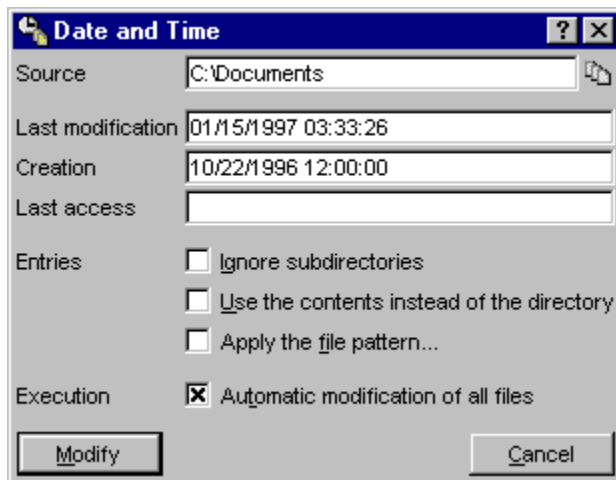 Date and Time
Source C:\Documents
Last modification 01/15/1997 03:33:26
Creation 10/22/1996 12:00:00
Last access
Entries Ignore subdirectories
Use the contents instead of the directory
Apply the file pattern...
Execution Automatic modification of all files
Modify Cancel